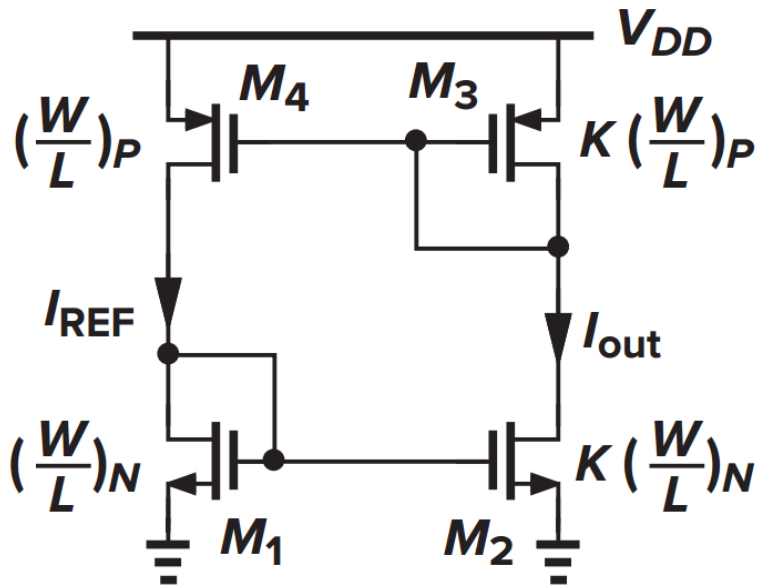 V_DD
M_4
M_3
(W/L)_P
K(W/L)_P
I_REF
I_out
(W/L)_N
K(W/L)_N
M_1
M_2